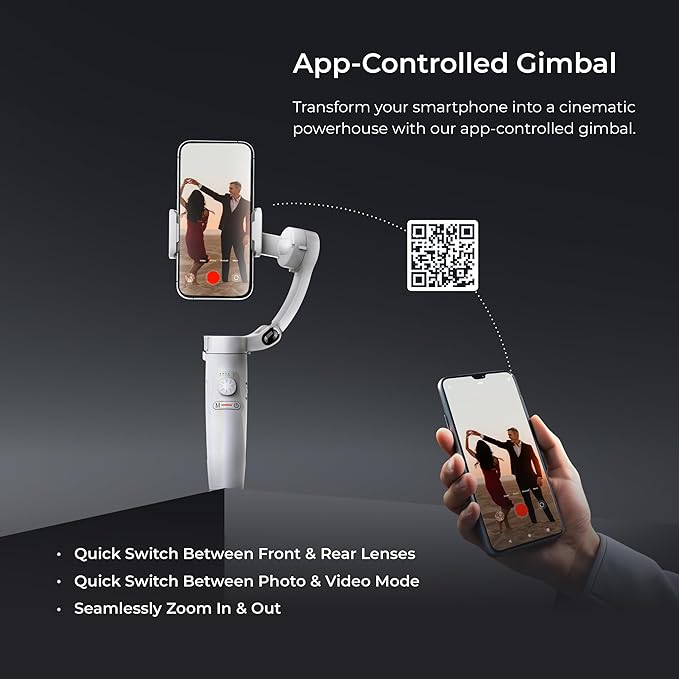 App-Controlled Gimbal
Transform your smartphone into a cinematic
powerhouse with our app-controlled gimbal.
M
• Quick Switch Between Front & Rear Lenses
• Quick Switch Between Photo & Video Mode
• Seamlessly Zoom In & Out